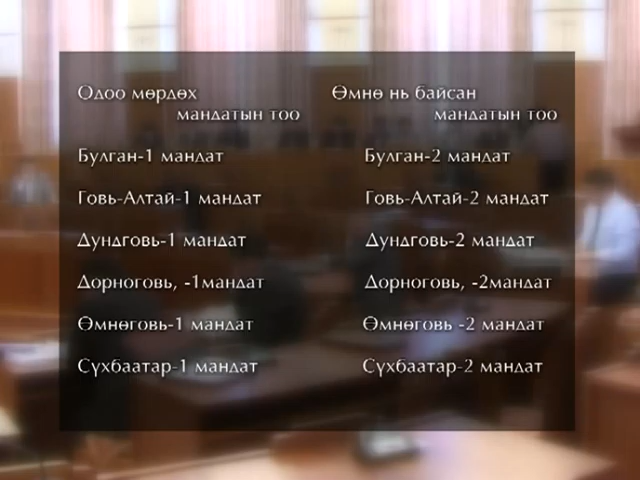 Одоо мөрдөх
мандатын тоо
Булган-1 мандат
Говь-Алтай-1 мандат
Дундговь-1 мандат
Дорноговь, -1мандат
Өмнөговь-1 мандат
Сүхбаатар-1 мандат
Өмнө нь байсан
мандатын тоо
Булган-2 мандат
Говь-Алтай-2 мандат
Дундговь-2 мандат
Дорноговь, -2мандат
Өмнөговь -2 мандат
Сүхбаатар-2 мандат